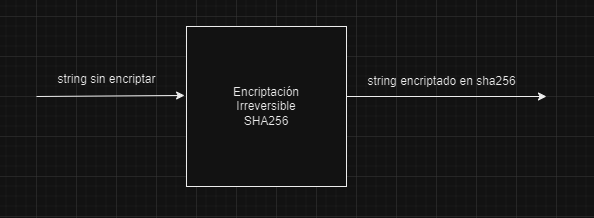 string sin encriptar
Encriptación
Irreversible
SHA256
string encriptado en sha256